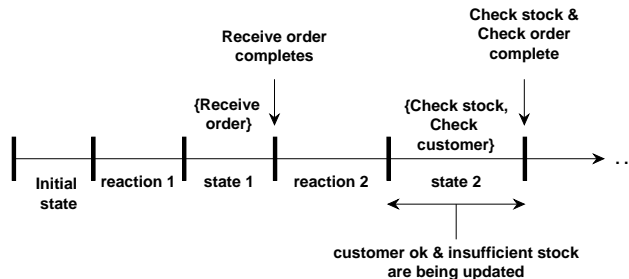 Receive order
completes
Check stock &
Check order
complete
{Receive
order}
{Check stock,
Check
customer}
Initial
state
reaction 1
state 1
reaction 2
state 2
. .
customer ok & insufficient stock
are being updated